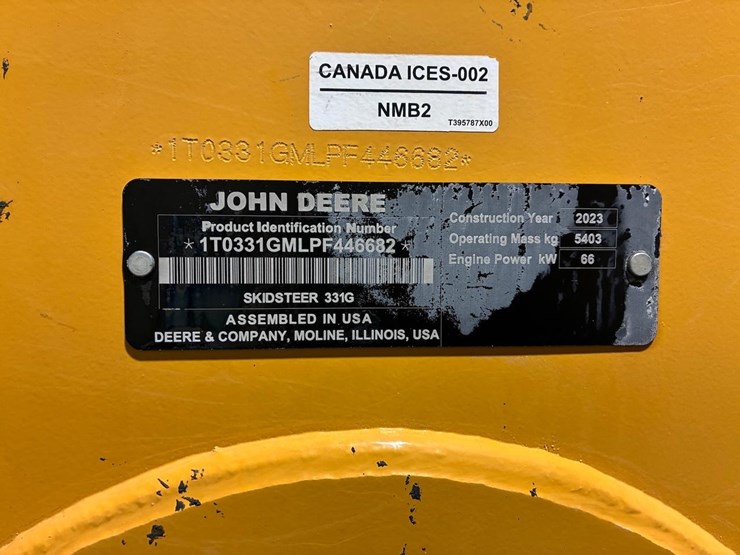 CANADA ICES-002
NMB2
T395787X00
*1T0331GMLPF446682*
JOHN DEERE
Product Identification Number
* 1T0331GMLPF446682 *
SKIDSTEER 331G
ASSEMBLED IN USA
DEERE & COMPANY, MOLINE, ILLINOIS, USA
Construction Year 2023
Operating Mass kg 5403
Engine Power kW 66